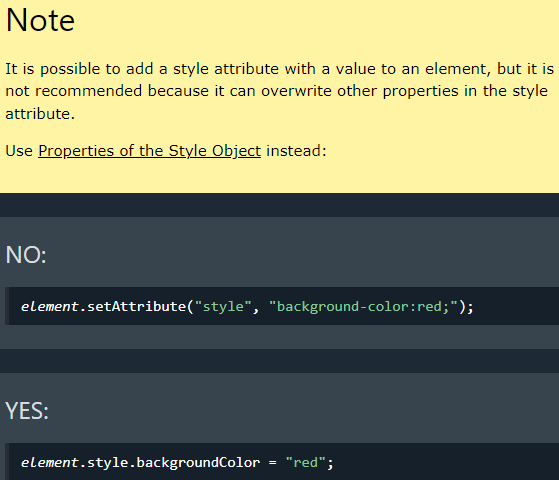 Note
It is possible to add a style attribute with a value to an element, but it is
not recommended because it can overwrite other properties in the style
attribute.
Use Properties of the Style Object instead:
NO:
element.setAttribute("style", "background-color:red;");
YES:
element.style.backgroundColor = "red";